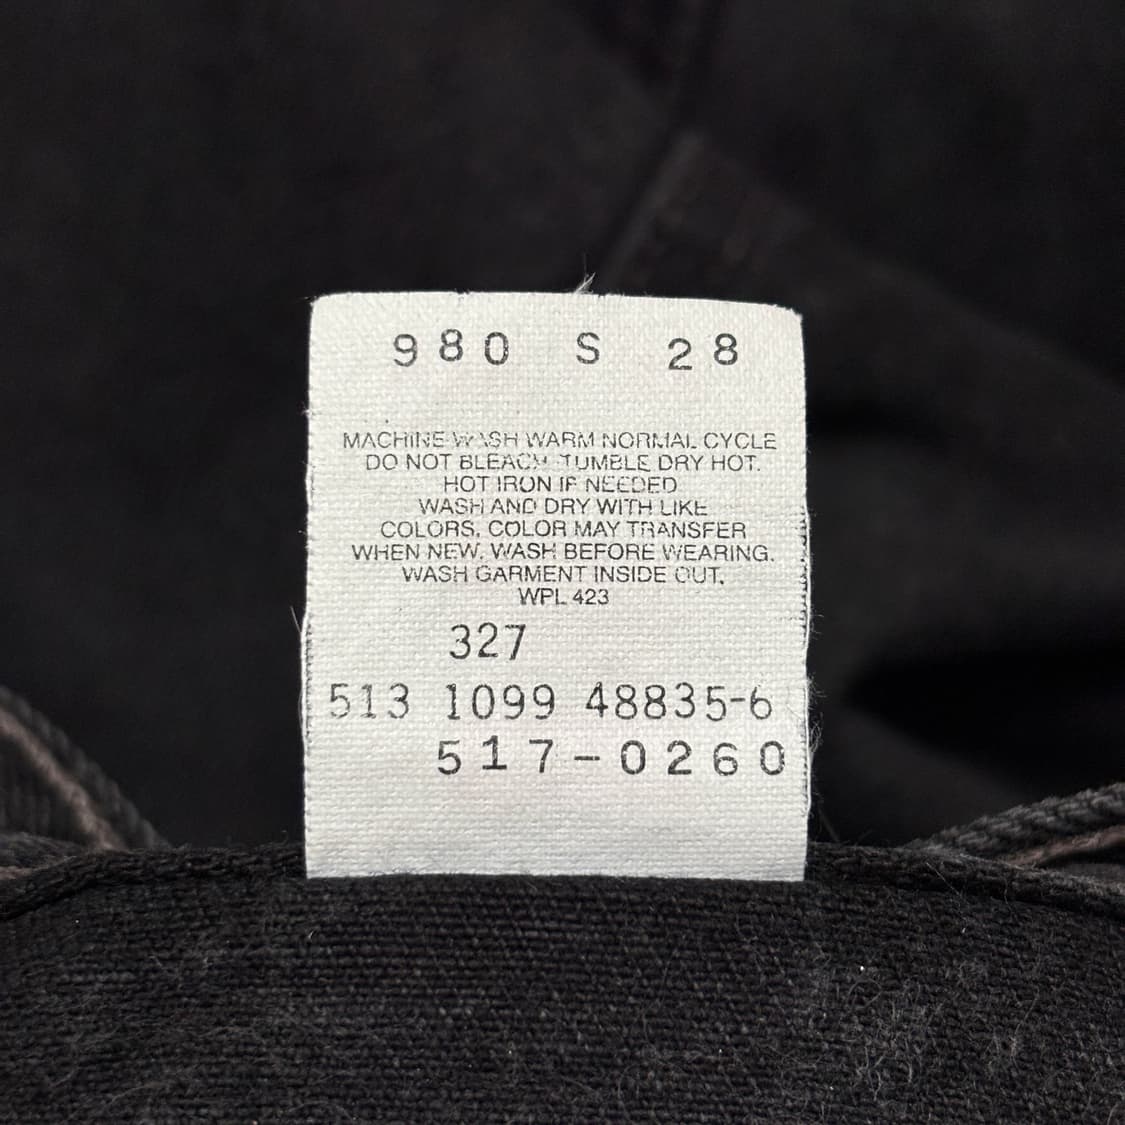 980 S 28
MACHINE WASH WARM NORMAL CYCLE
DO NOT BLEACH TUMBLE DRY HOT.
HOT IRON IF NEEDED
WASH AND DRY WITH LIKE
COLORS. COLOR MAY TRANSFER
WHEN NEW. WASH BEFORE WEARING.
WASH GARMENT INSIDE OUT.
WPL 423
327
513 1099 48835-6
517-0260